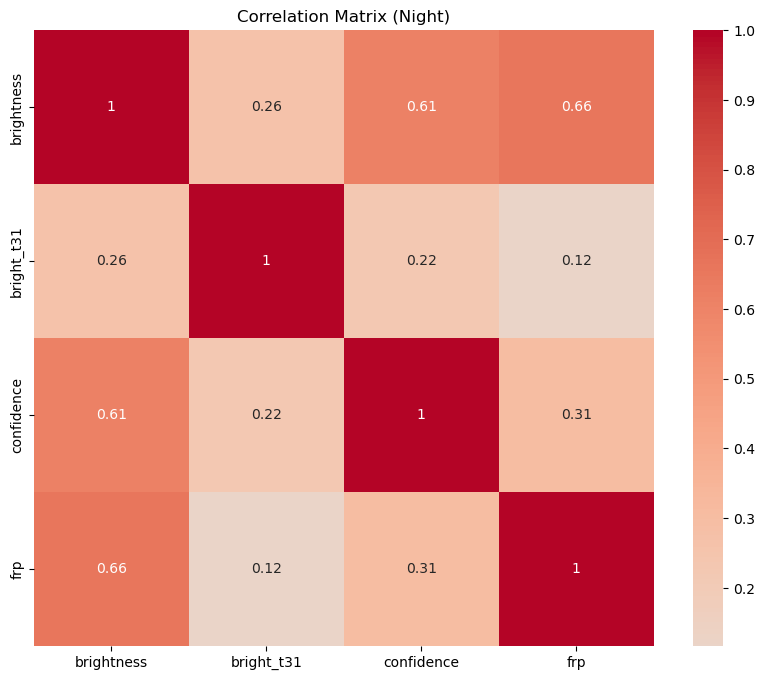 Correlation Matrix (Night)
brightness
1
0.26
0.61
0.66
bright_t31
0.26
1
0.22
0.12
confidence
0.61
0.22
1
0.31
frp
0.66
0.12
0.31
1
brightness
bright_t31
confidence
frp
1.0
0.9
0.8
0.7
0.6
0.5
0.4
0.3
0.2